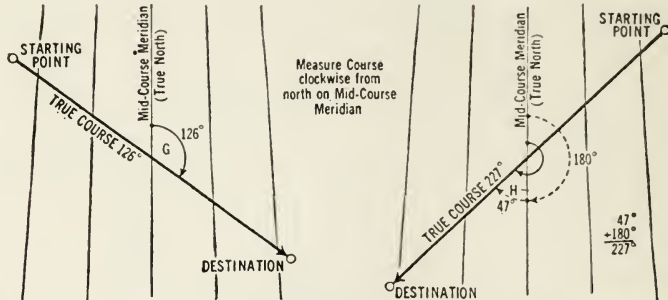 STARTING
POINT
Mid-Course Meridian
(True North)
126°
G
TRUE COURSE 126°
DESTINATION
Measure Course
clockwise from
north on Mid-Course
Meridian
STARTING
POINT
Mid-Course Meridian
(True North)
180°
TRUE COURSE 227°
H
47°
47°
+180°
227°
DESTINATION